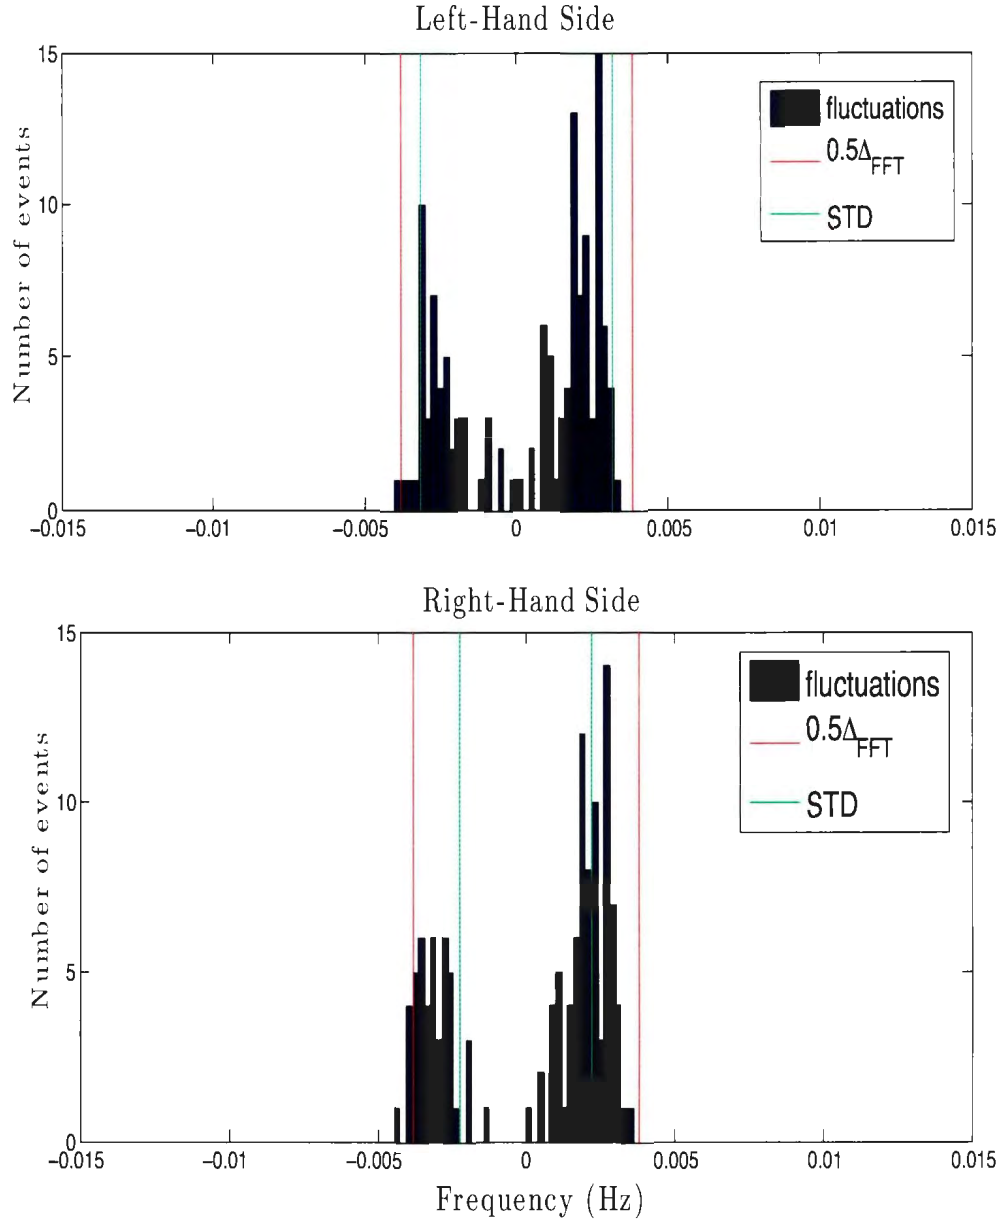 Left-Hand Side
15
10
5
0
−0.015
−0.01
−0.005
0
0.005
0.01
0.015
Number of events
fluctuations
0.5Δ_FFT
STD
Right-Hand Side
15
10
5
0
−0.015
−0.01
−0.005
0
0.005
0.01
0.015
Number of events
fluctuations
0.5Δ_FFT
STD
Frequency (Hz)